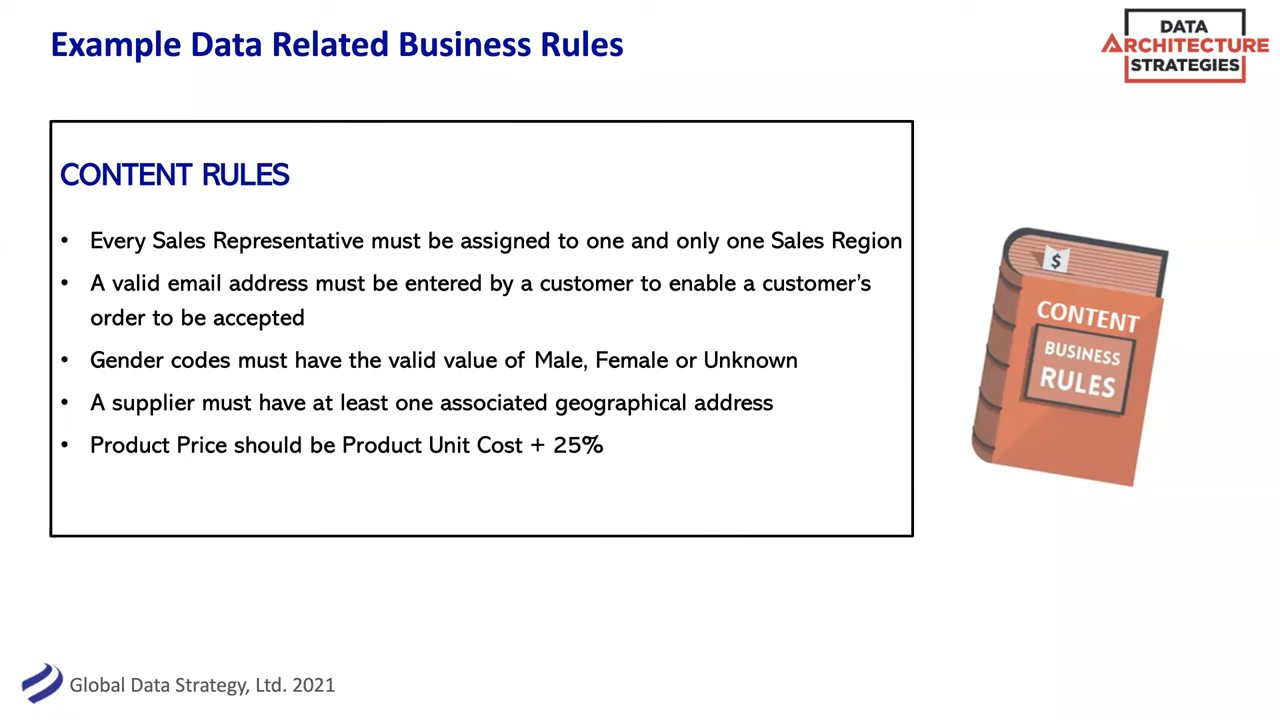 Example Data Related Business Rules
DATA
ARCHITECTURE
STRATEGIES
CONTENT RULES
• Every Sales Representative must be assigned to one and only one Sales Region
• A valid email address must be entered by a customer to enable a customer’s
order to be accepted
• Gender codes must have the valid value of Male, Female or Unknown
• A supplier must have at least one associated geographical address
• Product Price should be Product Unit Cost + 25%
$
CONTENT
BUSINESS
RULES
Global Data Strategy, Ltd. 2021